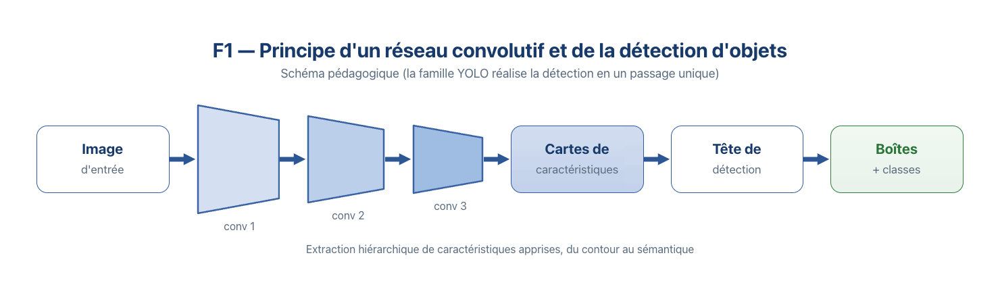 F1 — Principe d'un réseau convolutif et de la détection d'objets
Schéma pédagogique (la famille YOLO réalise la détection en un passage unique)
Image
d'entrée
conv 1
conv 2
conv 3
Cartes de
caractéristiques
Tête de
détection
Boîtes
+ classes
Extraction hiérarchique de caractéristiques apprises, du contour au sémantique